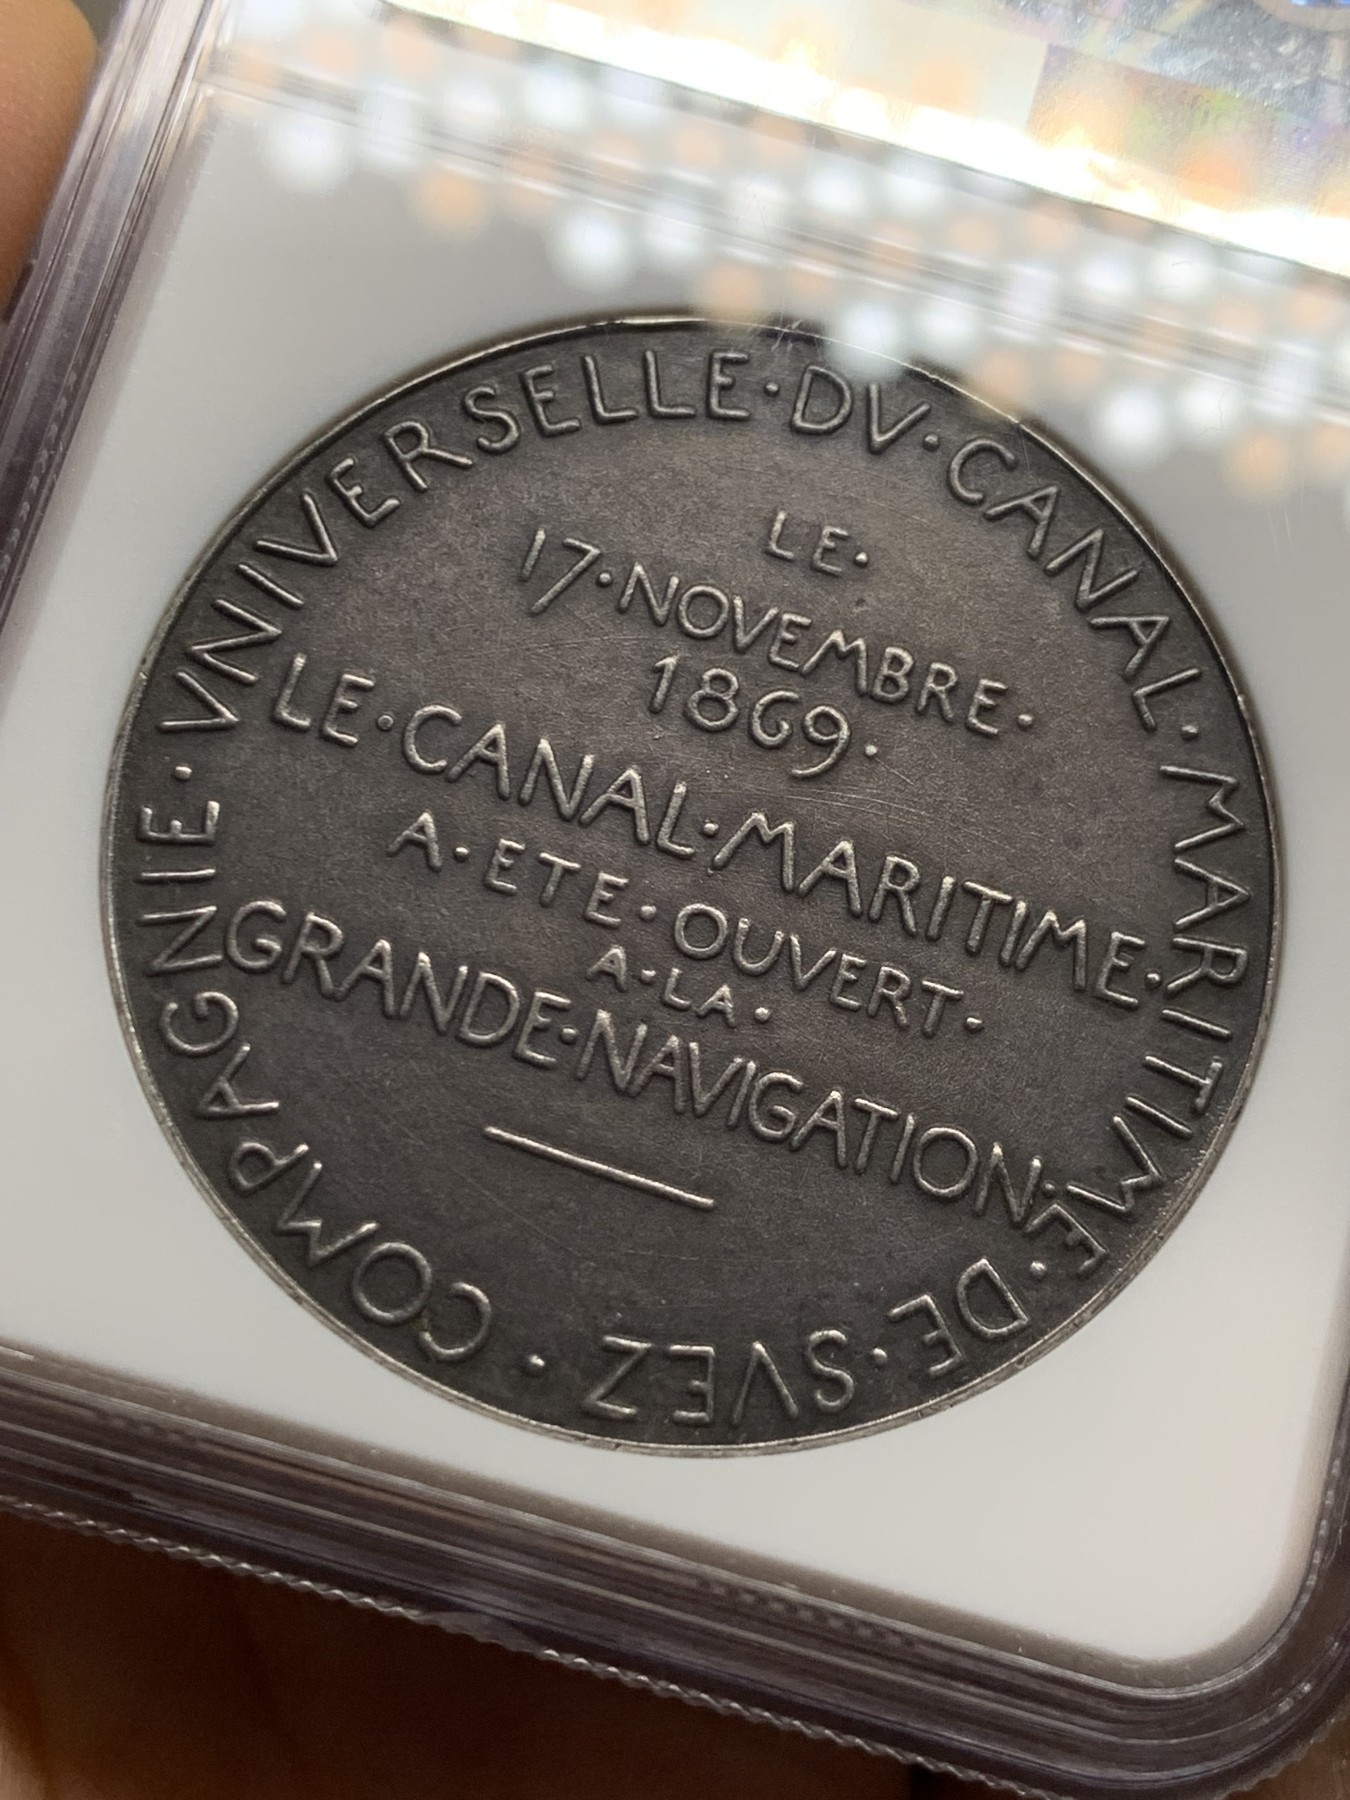 COMPAGNIE · VNIVERSELLE · DV · CANAL · MARITIME · DE · SVEZ ·
LE ·
17 · NOVEMBRE ·
1869 ·
LE · CANAL · MARITIME ·
A · ETE · OUVERT ·
A · LA ·
GRANDE · NAVIGATION ·